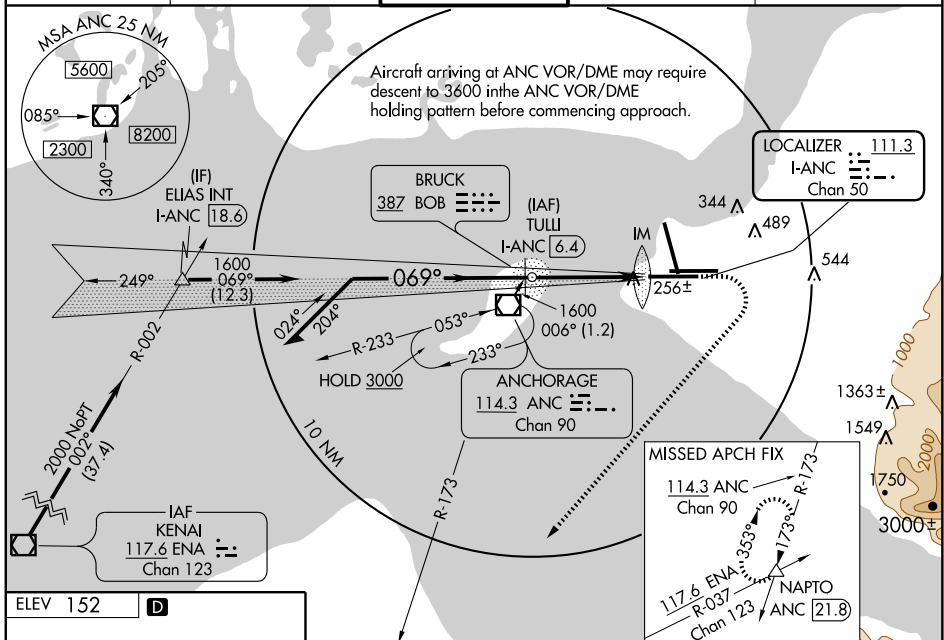 MSA ANC 25 NM
5600
205°
085°
8200
2300
340°
Aircraft arriving at ANC VOR/DME may require
descent to 3600 inthe ANC VOR/DME
holding pattern before commencing approach.
LOCALIZER 111.3
I-ANC
Chan 50
(IF)
ELIAS INT
I-ANC 18.6
BRUCK
387 BOB
(IAF)
TULLI
I-ANC 6.4
IM
344
489
544
249°
1600
069°
(12.3)
069°
256±
024°
204°
1600
006° (1.2)
R-233
053°
233°
HOLD 3000
R-002
ANCHORAGE
114.3 ANC
Chan 90
10 NM
R-173
2000 NoPT
002°
(37.4)
IAF
KENAI
117.6 ENA
Chan 123
1000
1363±
1549
2000
1750
3000±
MISSED APCH FIX
114.3 ANC
Chan 90
R-173
353°
173°
117.6 ENA
R-037
Chan 123
NAPTO
ANC 21.8
ELEV 152
D